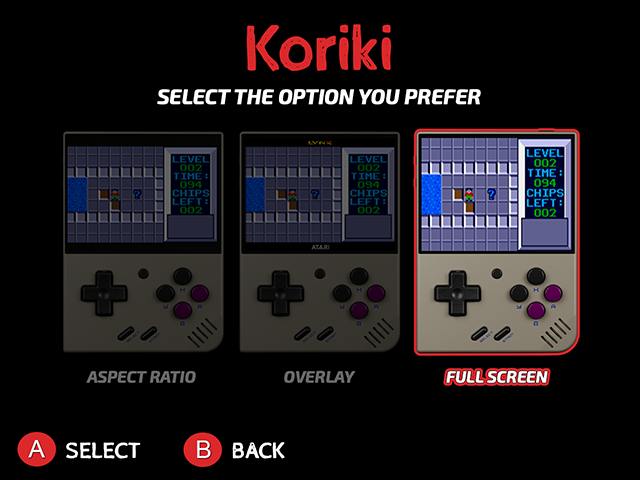 Koriki
SELECT THE OPTION YOU PREFER
LEVEL
002
TIME:
094
CHIPS
LEFT:
002
LYNX
LEVEL
002
TIME:
094
CHIPS
LEFT:
002
ATARI
LEVEL
002
TIME:
094
CHIPS
LEFT:
002
ASPECT RATIO
OVERLAY
FULL SCREEN
A SELECT
B BACK